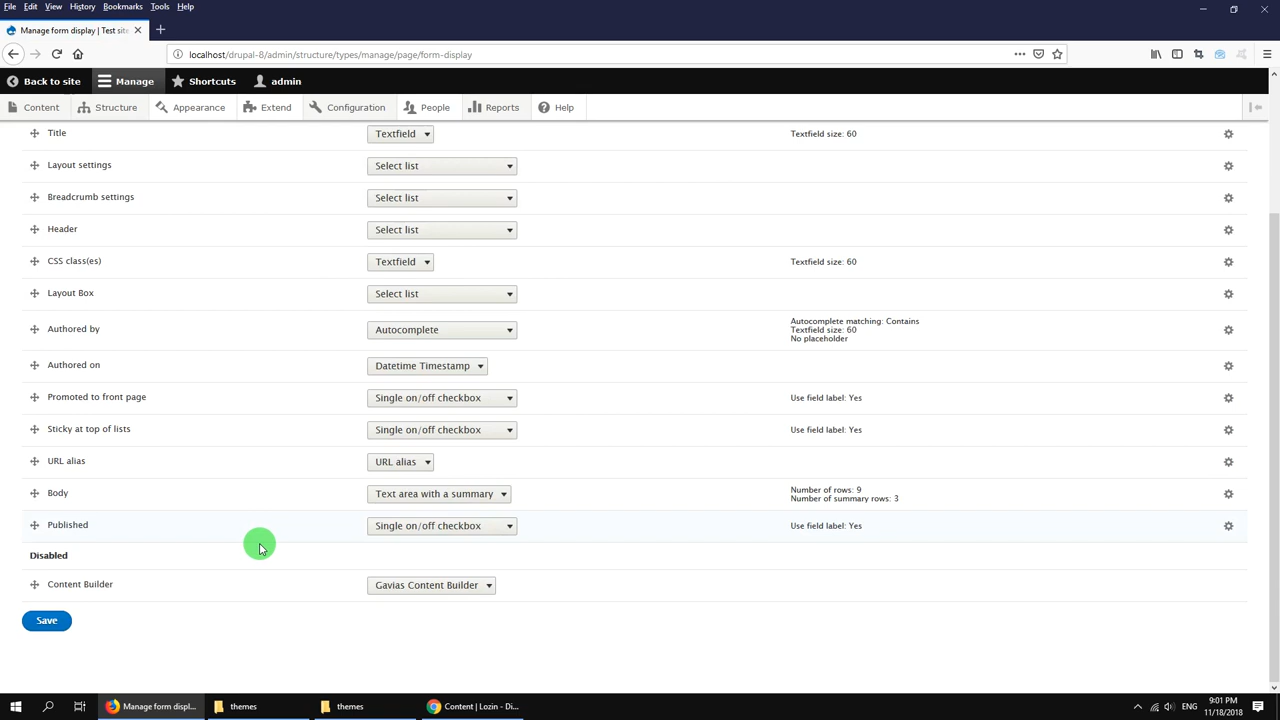 File Edit View History Bookmarks Tools Help
Manage form display | Test sit
localhost/drupal-8/admin/structure/types/manage/page/form-display
Back to site Manage Shortcuts admin
Content Structure Appearance Extend Configuration People Reports Help
Title Textfield Textfield size: 60
Layout settings Select list
Breadcrumb settings Select list
Header Select list
CSS class(es) Textfield Textfield size: 60
Layout Box Select list
Authored by Autocomplete Autocomplete matching: Contains
Textfield size: 60
No placeholder
Authored on Datetime Timestamp
Promoted to front page Single on/off checkbox Use field label: Yes
Sticky at top of lists Single on/off checkbox Use field label: Yes
URL alias URL alias
Body Text area with a summary Number of rows: 9
Number of summary rows: 3
Published Single on/off checkbox Use field label: Yes
Disabled
Content Builder Gavias Content Builder
Save
Manage form displ... themes themes Content | Lozin - Di... ENG 9:01 PM
11/18/2018